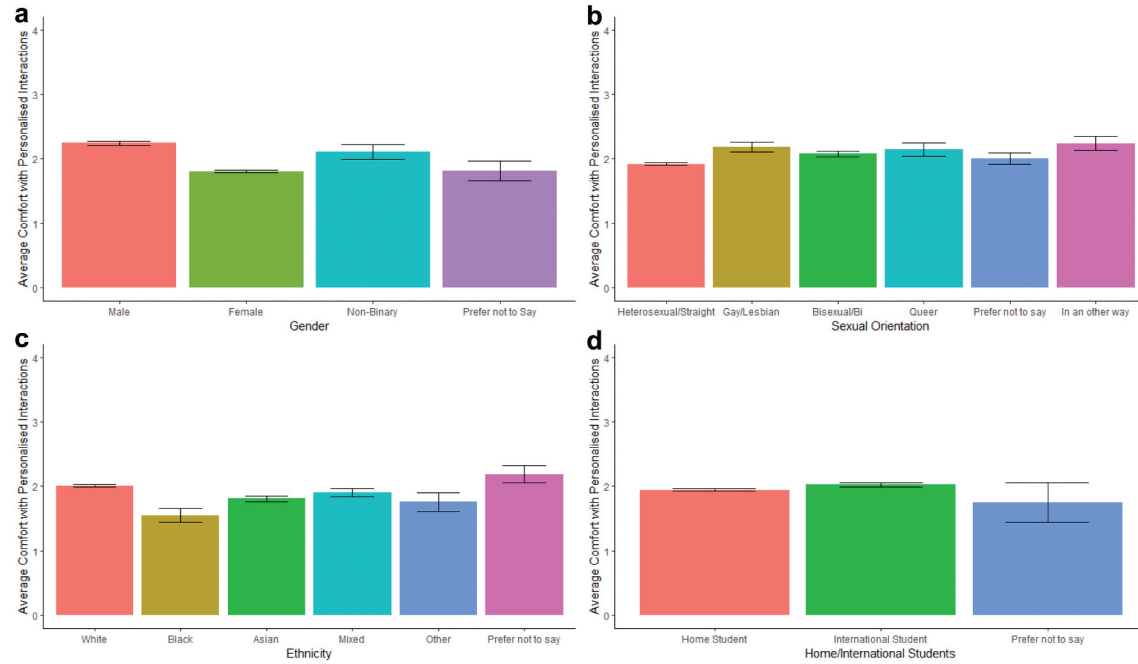 a
Average Comfort with Personalised Interactions
4
3
2
1
0
Male Female Non-Binary Prefer not to Say
Gender
b
Average Comfort with Personalised Interactions
4
3
2
1
0
Heterosexual/Straight Gay/Lesbian Bisexual/Bi Queer Prefer not to say In an other way
Sexual Orientation
c
Average Comfort with Personalised Interactions
4
3
2
1
0
White Black Asian Mixed Other Prefer not to say
Ethnicity
d
Average Comfort with Personalised Interactions
4
3
2
1
0
Home Student International Student Prefer not to say
Home/International Students